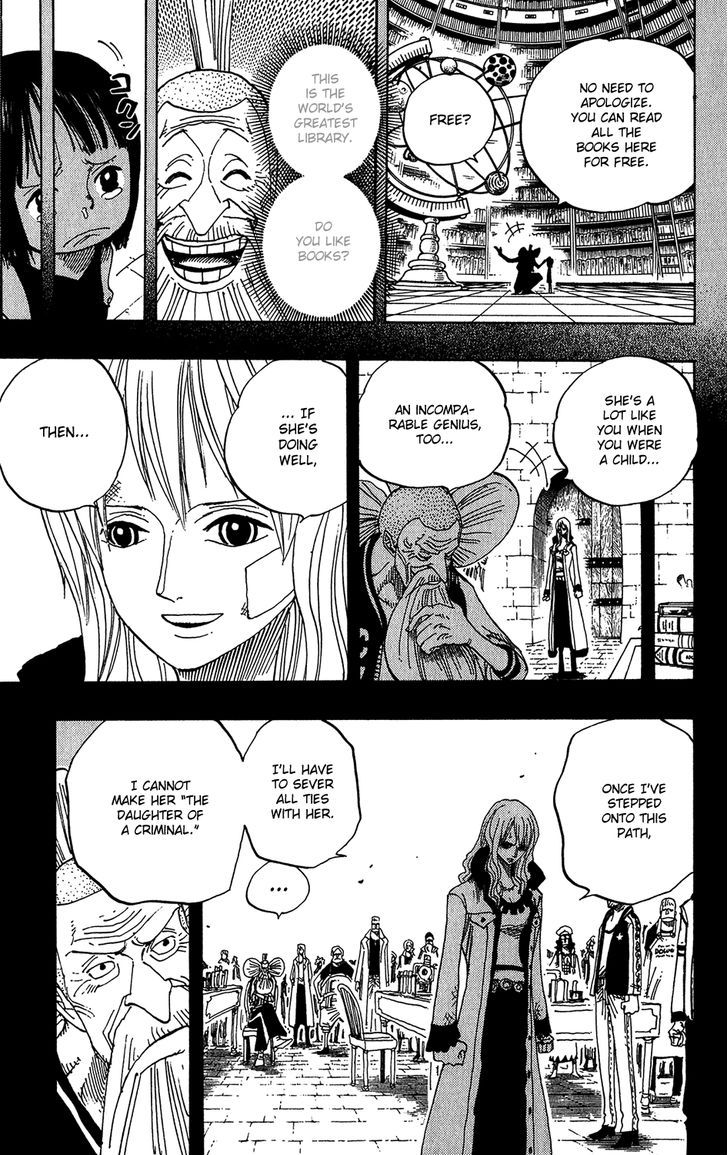 NO NEED TO
APOLOGIZE.
YOU CAN READ
ALL THE
BOOKS HERE
FOR FREE.
FREE?
THIS
IS THE
WORLD'S
GREATEST
LIBRARY.
DO
YOU LIKE
BOOKS?
コクッ
SHE'S A
LOT LIKE
YOU WHEN
YOU WERE
A CHILD...
AN INCOMPA-
RABLE GENIUS,
TOO...
... IF
SHE'S
DOING
WELL,
THEN...
ONCE I'VE
STEPPED
ONTO THIS
PATH,
I'LL HAVE
TO SEVER
ALL TIES
WITH HER.
...
I CANNOT
MAKE HER "THE
DAUGHTER OF
A CRIMINAL."